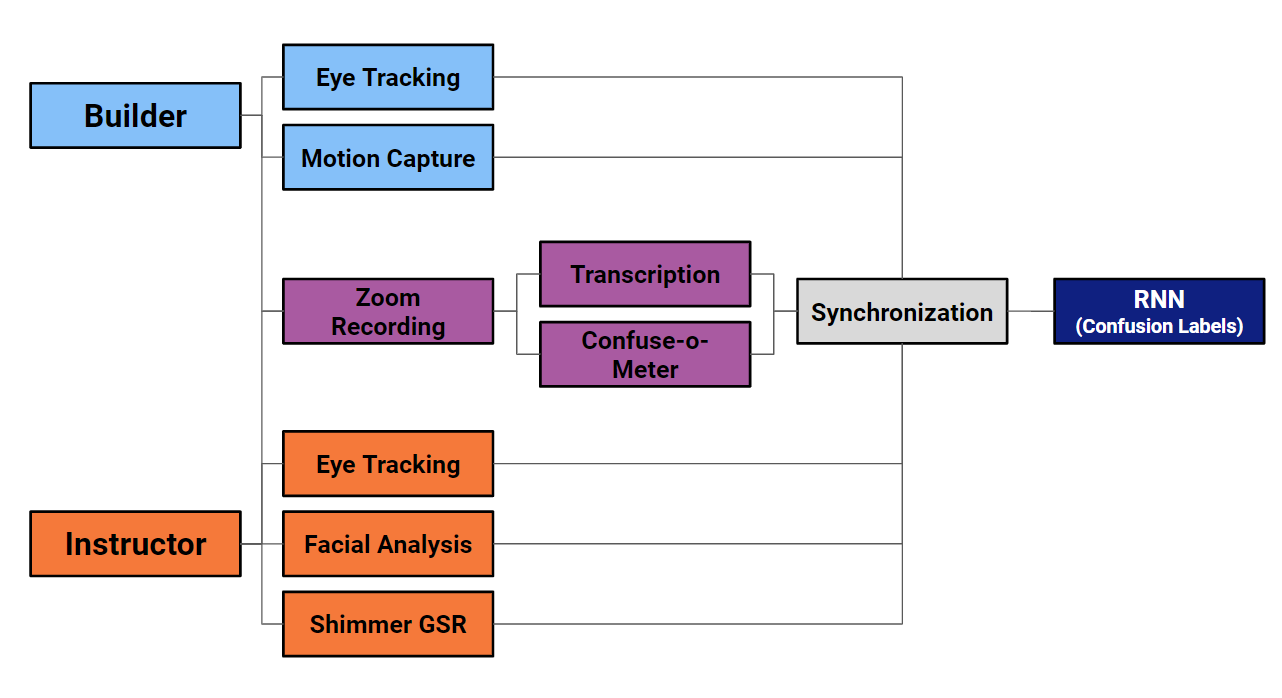 Eye Tracking
Builder
Motion Capture
Transcription
Zoom
Recording
Synchronization
RNN
(Confusion Labels)
Confuse-o-
Meter
Eye Tracking
Instructor
Facial Analysis
Shimmer GSR